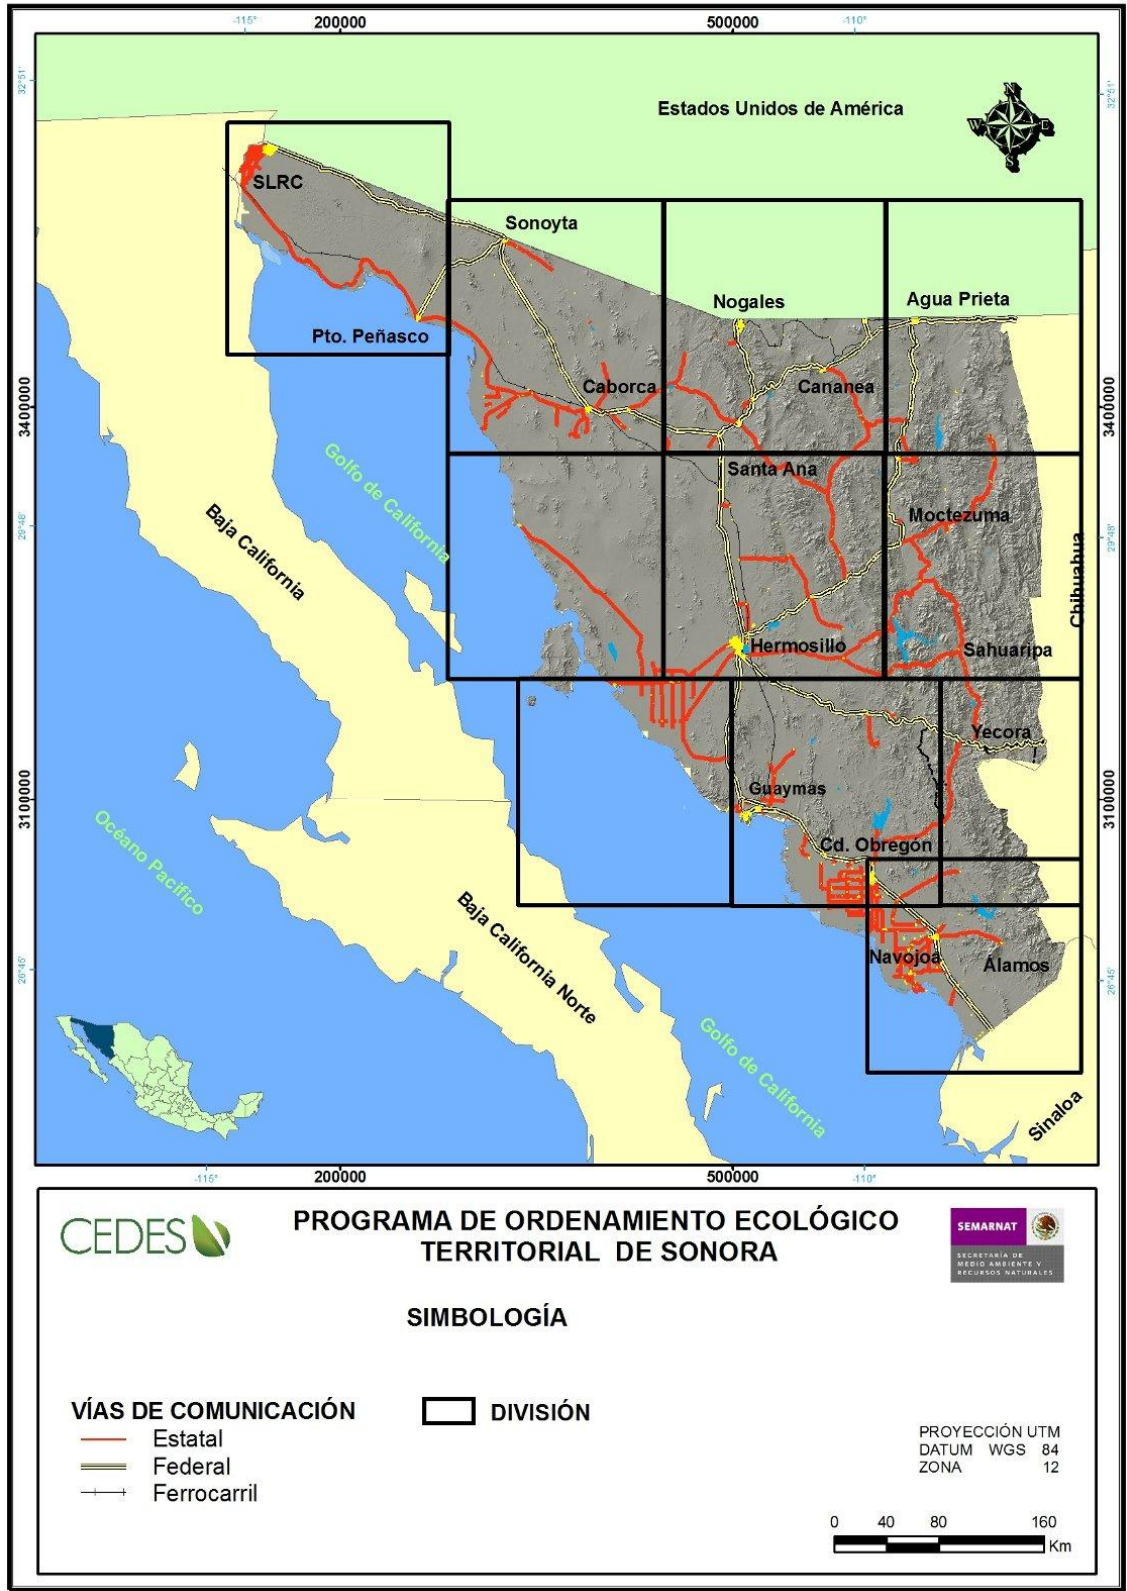 -115°
200000
500000
-110°
32°51'
32°51'
Estados Unidos de América
N
W
E
S
SLRC
Sonoyta
Nogales
Agua Prieta
Pto. Peñasco
Caborca
Cananea
3400000
3400000
Golfo de California
Santa Ana
Baja California
Moctezuma
29°48'
29°48'
Chihuahua
Hermosillo
Sahuaripa
Yecora
Guaymas
3100000
3100000
Océano Pacifico
Cd. Obregón
Baja California Norte
Navojoa
Álamos
26°45'
26°45'
Golfo de California
Sinaloa
-115°
200000
500000
-110°
CEDES
PROGRAMA DE ORDENAMIENTO ECOLÓGICO
TERRITORIAL DE SONORA
SEMARNAT
SECRETARÍA DE
MEDIO AMBIENTE Y
RECURSOS NATURALES
SIMBOLOGÍA
VÍAS DE COMUNICACIÓN
Estatal
Federal
Ferrocarril
DIVISIÓN
PROYECCIÓN UTM
DATUM WGS 84
ZONA 12
0 40 80 160
Km